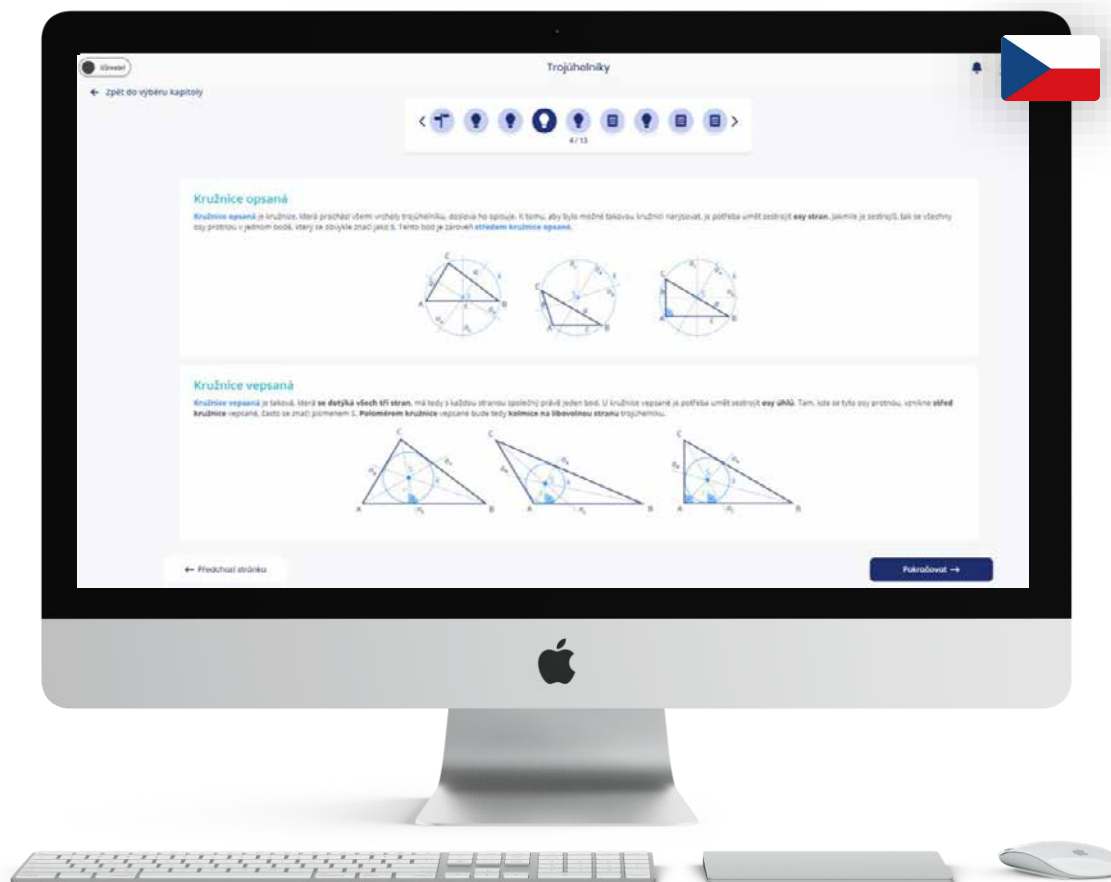 Uživatel
Trojúhelníky
← Zpět do výběru kapitoly
4/13
Kružnice opsaná
Kružnice opsaná je kružnice, která prochází všemi vrcholy trojúhelníku, doslova ho opisuje. K tomu, aby bylo možné takovou kružnici narýsovat, je potřeba umět sestrojit osy stran. Jakmile je sestrojíš, tak se všechny
osy protnou v jednom bodě, který se obvykle značí jako S. Tento bod je zároveň středem kružnice opsané.
C C C
A B A B A B
Kružnice vepsaná
Kružnice vepsaná je taková, která se dotýká všech tří stran, má tedy s každou stranou společný právě jeden bod. U kružnice vepsané je potřeba umět sestrojit osy úhlů. Tam, kde se tyto osy protnou, vznikne střed
kružnice vepsané, často se značí písmenem S. Poloměrem kružnice vepsané bude tedy kolmice na libovolnou stranu trojúhelníku.
C C C
A B A B A B
← Předchozí stránka
Pokračovat →